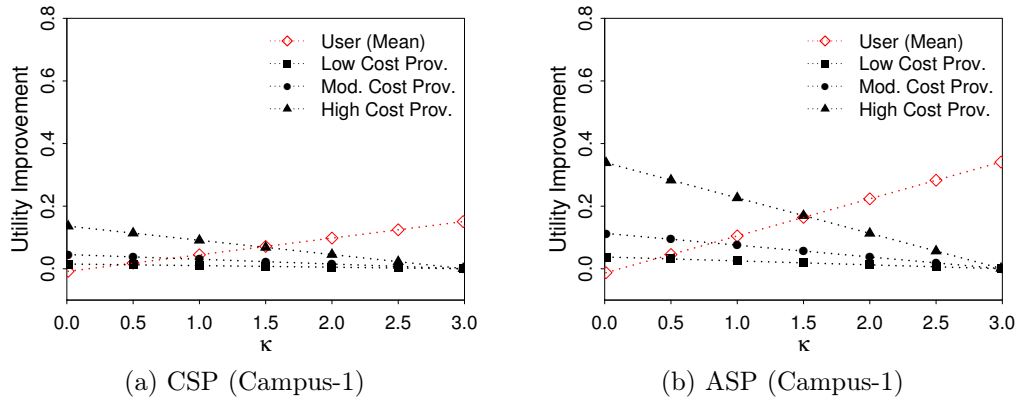 Utility Improvement
0.8
0.6
0.4
0.2
0.0
User (Mean)
Low Cost Prov.
Mod. Cost Prov.
High Cost Prov.
0.0 0.5 1.0 1.5 2.0 2.5 3.0
κ
(a) CSP (Campus-1)
Utility Improvement
0.8
0.6
0.4
0.2
0.0
User (Mean)
Low Cost Prov.
Mod. Cost Prov.
High Cost Prov.
0.0 0.5 1.0 1.5 2.0 2.5 3.0
κ
(b) ASP (Campus-1)